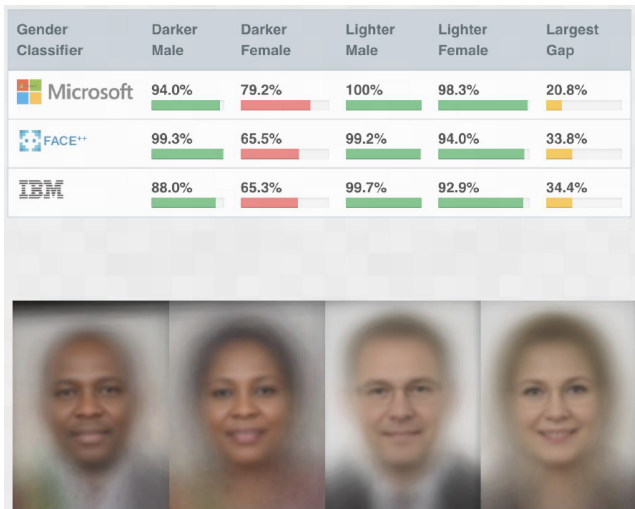 Gender Darker Darker Lighter Lighter Largest
Classifier Male Female Male Female Gap
Microsoft 94.0% 79.2% 100% 98.3% 20.8%
FACE++ 99.3% 65.5% 99.2% 94.0% 33.8%
IBM 88.0% 65.3% 99.7% 92.9% 34.4%